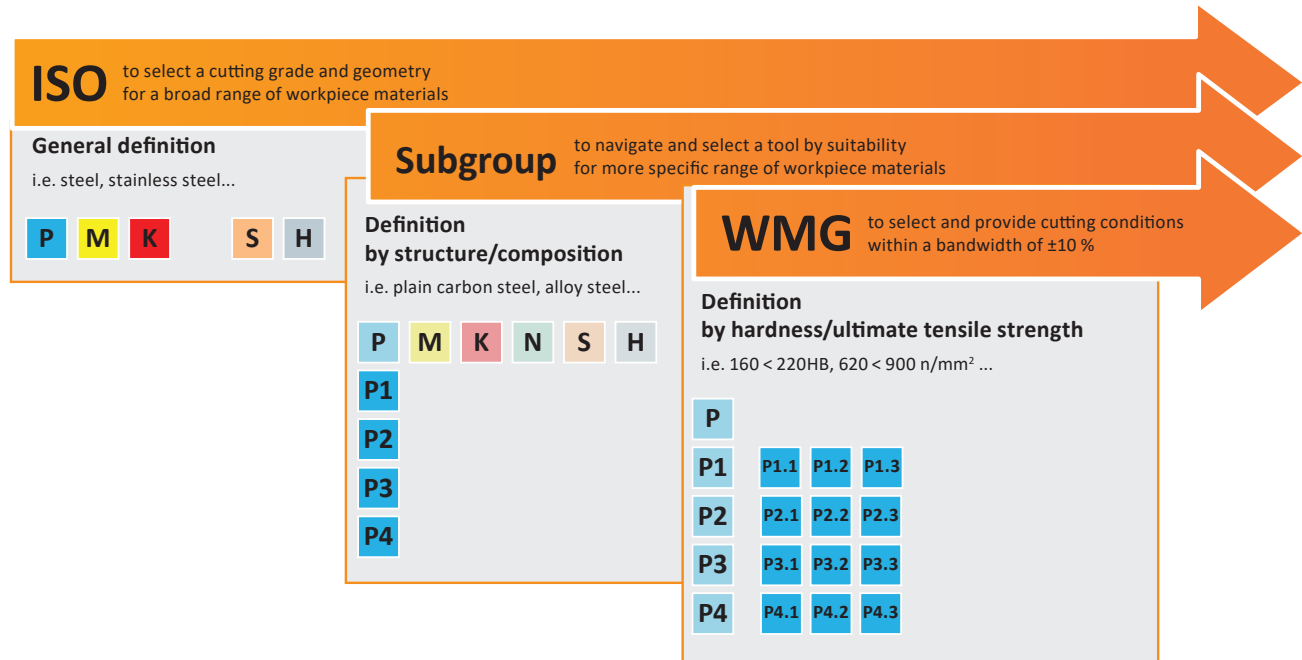 ISO
to select a cutting grade and geometry
for a broad range of workpiece materials
General definition
i.e. steel, stainless steel...
P M K S H
Subgroup
to navigate and select a tool by suitability
for more specific range of workpiece materials
Definition
by structure/composition
i.e. plain carbon steel, alloy steel...
P M K N S H
P1
P2
P3
P4
WMG
to select and provide cutting conditions
within a bandwidth of ±10 %
Definition
by hardness/ultimate tensile strength
i.e. 160 < 220HB, 620 < 900 n/mm² ...
P
P1 P1.1 P1.2 P1.3
P2 P2.1 P2.2 P2.3
P3 P3.1 P3.2 P3.3
P4 P4.1 P4.2 P4.3